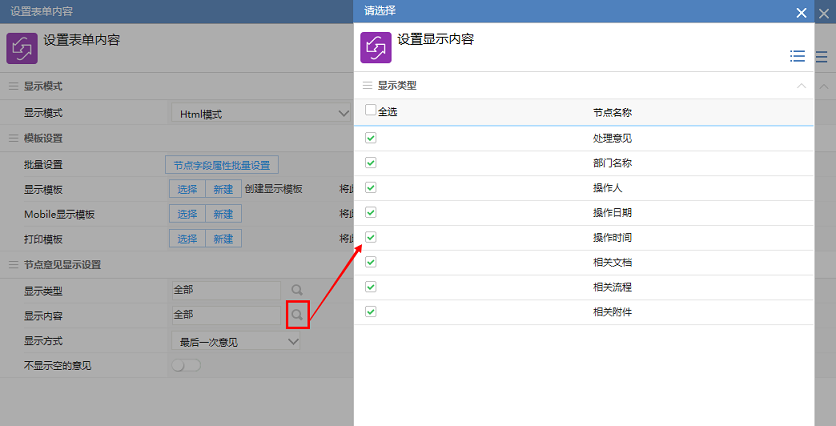 设置表单内容
设置表单内容
显示模式
显示模式 Html模式
模板设置
批量设置 节点字段属性批量设置
显示模板 选择 新建 创建显示模板 将此
Mobile显示模板 选择 新建
打印模板 选择 新建 将此
节点意见显示设置
显示类型 全部
显示内容 全部
显示方式 最后一次意见
不显示空的意见
请选择
设置显示内容
显示类型
全选 节点名称
处理意见
部门名称
操作人
操作日期
操作时间
相关文档
相关流程
相关附件